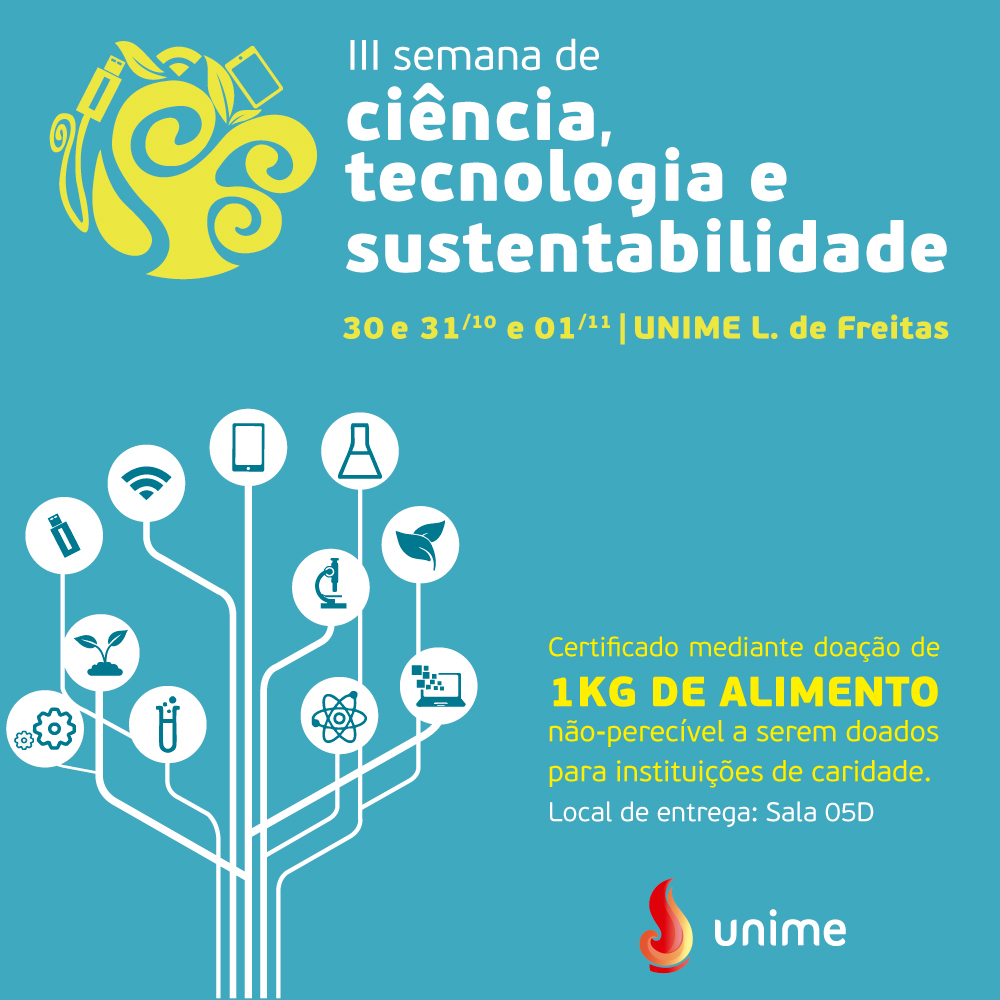 III semana de
ciência,
tecnologia e
sustentabilidade
30 e 31/10 e 01/11 | UNIME L. de Freitas
Certificado mediante doação de
1KG DE ALIMENTO
não-perecível a serem doados
para instituições de caridade.
Local de entrega: Sala 05D
unime